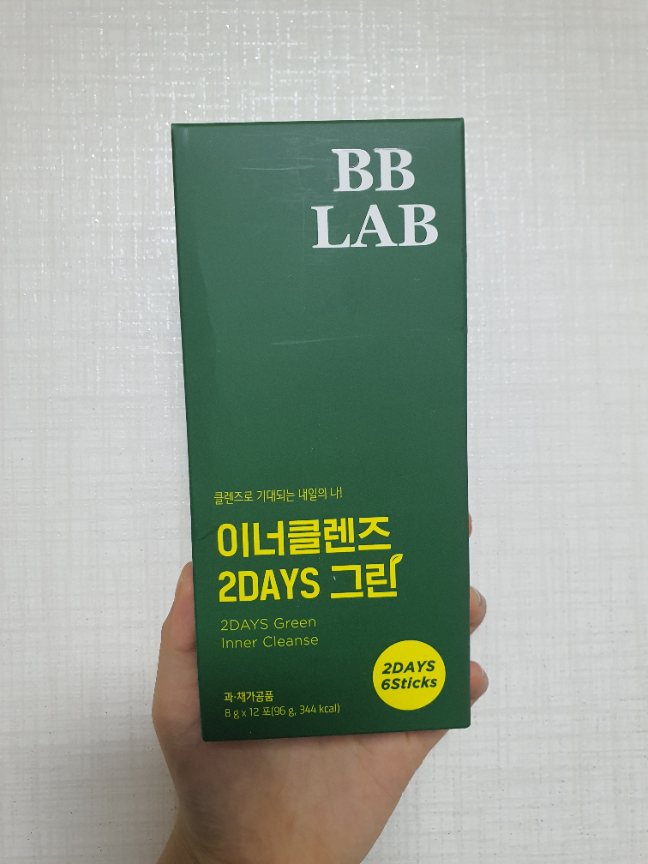 BB
LAB
클렌즈로 기대되는 내일의 나!
이너클렌즈
2DAYS 그린
2DAYS Green
Inner Cleanse
2DAYS
6Sticks
과·채가공품
8 g x 12 포(96 g, 344 kcal)